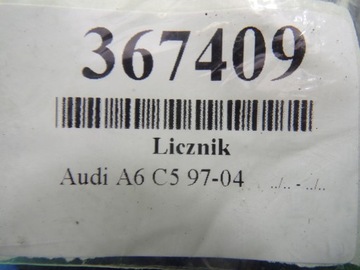 367409
Licznik
Audi A6 C5 97-04 ../.. - ../..